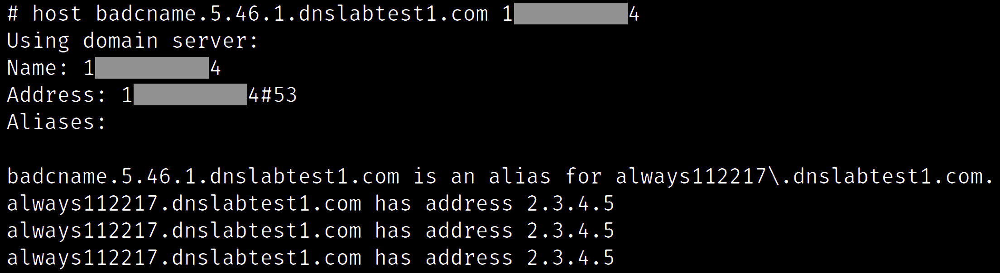 # host badcname.5.46.1.dnslabtest1.com 1 4
Using domain server:
Name: 1 4
Address: 1 4#53
Aliases:

badcname.5.46.1.dnslabtest1.com is an alias for always112217\.dnslabtest1.com.
always112217.dnslabtest1.com has address 2.3.4.5
always112217.dnslabtest1.com has address 2.3.4.5
always112217.dnslabtest1.com has address 2.3.4.5